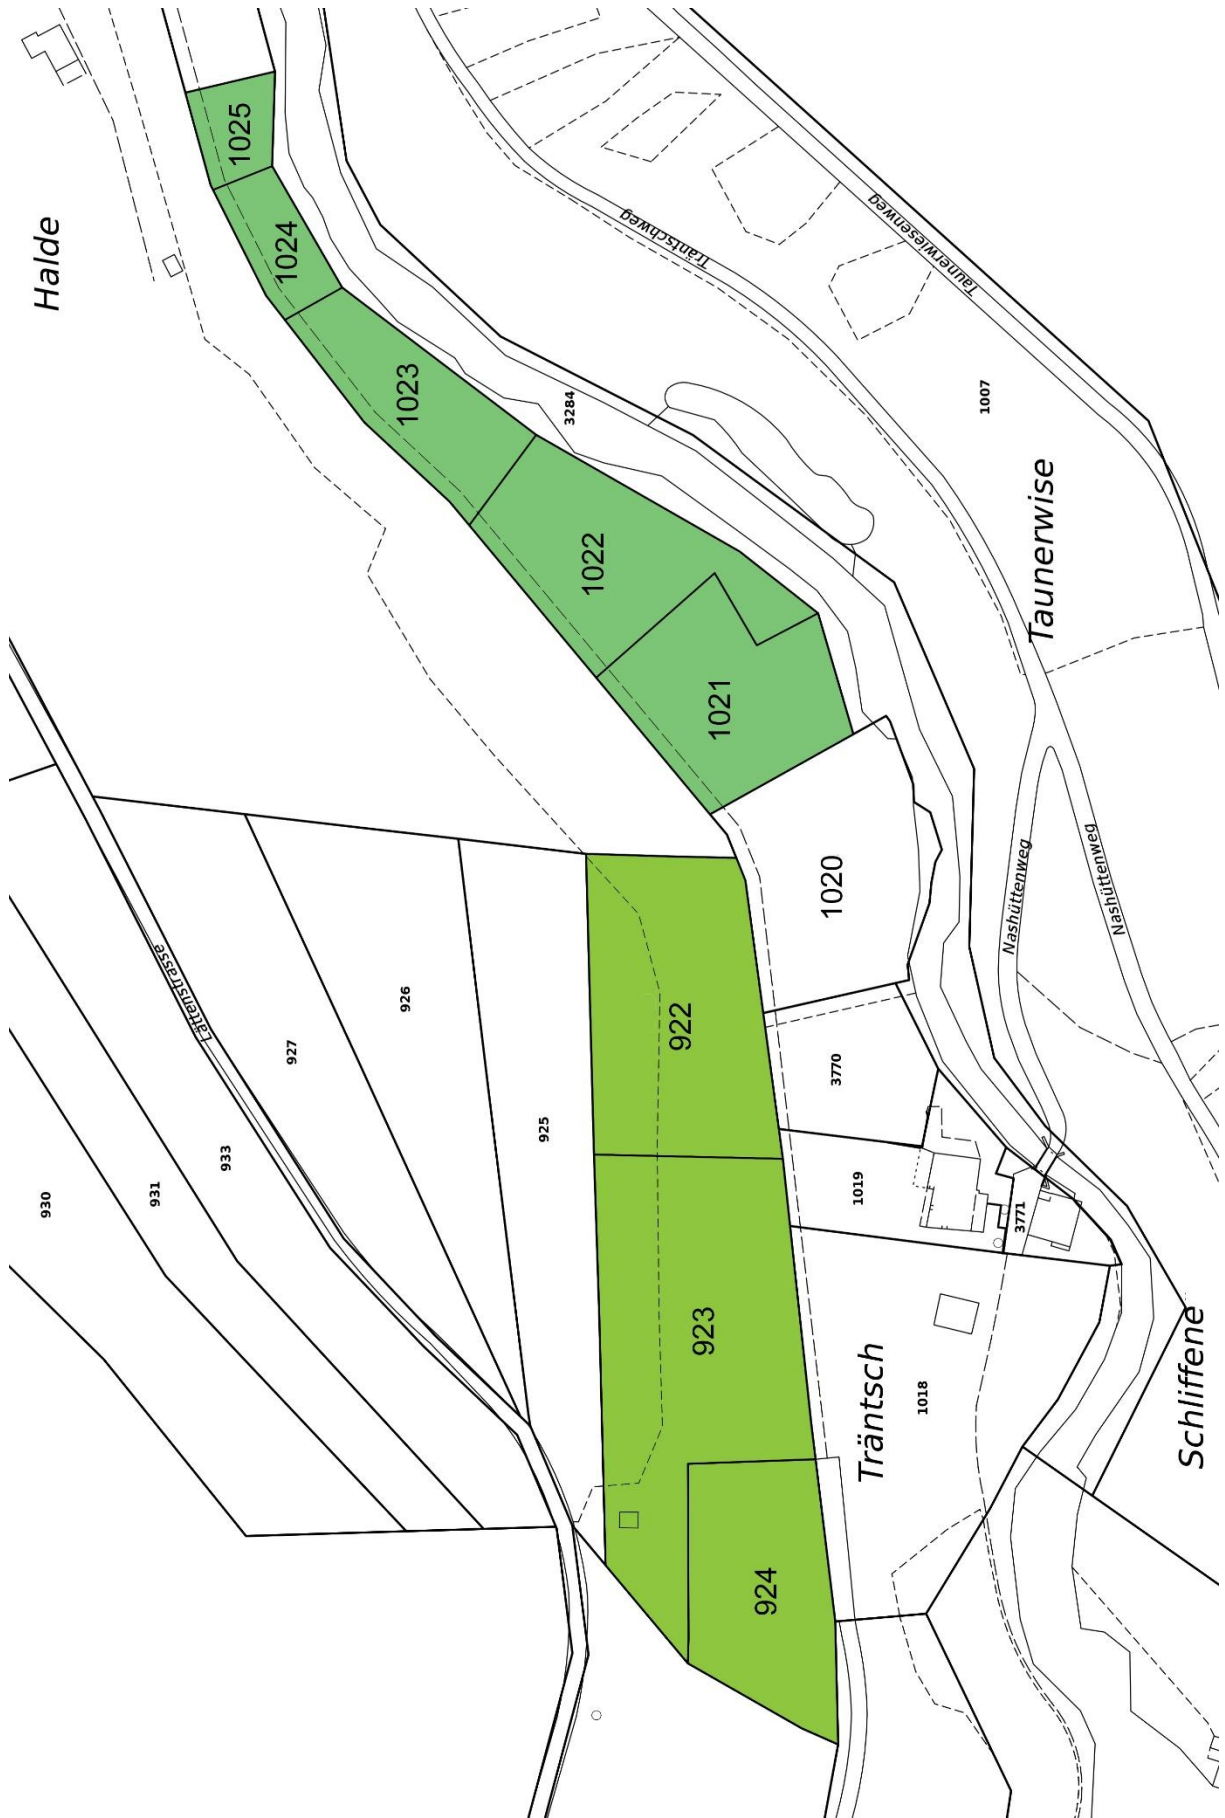 Halde
1025
1024
1023
1022
1021
1020
3284
Träntschweg
Taunerwiesenweg
1007
Taunerwise
Nashüttenweg
Nashüttenweg
Lättenstrasse
930
931
933
927
926
925
922
923
924
3770
1019
3771
1018
Träntsch
Schliffene